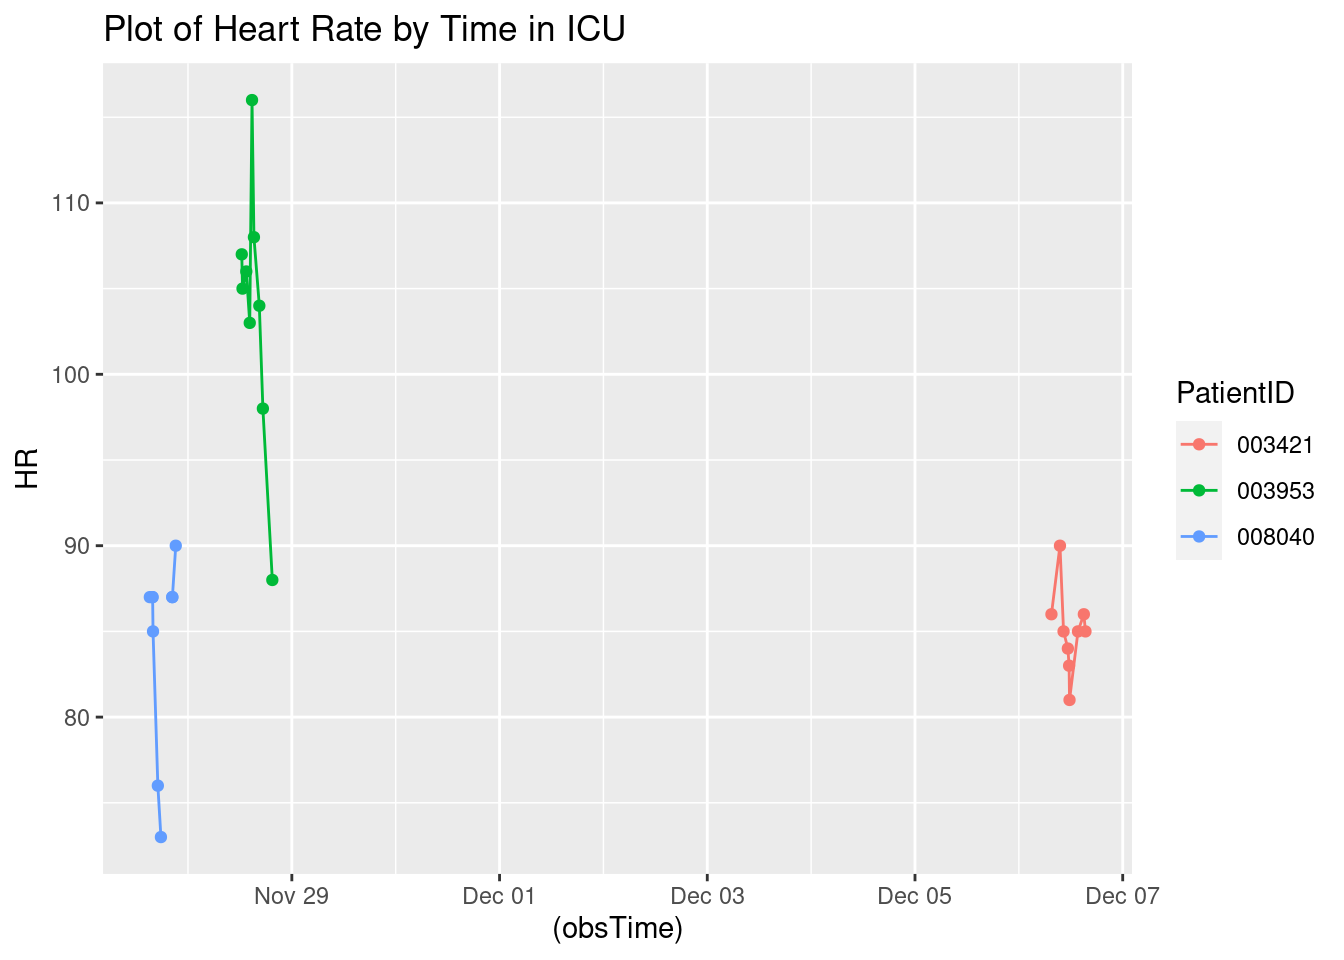 Plot of Heart Rate by Time in ICU
HR
110
100
90
80
Nov 29 Dec 01 Dec 03 Dec 05 Dec 07
(obsTime)
PatientID
003421
003953
008040